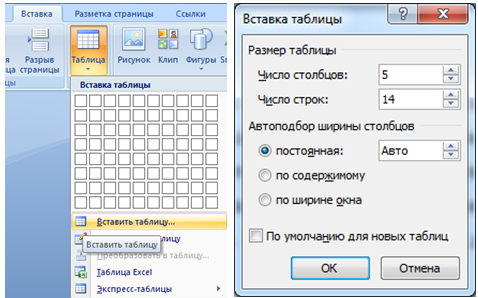 Вставка
Разметка страницы
Ссылки
Разрыв
страницы
Таблица
Рисунок
Клип
Фигуры
Вставка таблицы
Вставить таблицу...
Вставить таблицу
Преобразовать в таблицу...
Таблица Excel
Экспресс-таблицы
Вставка таблицы
Размер таблицы
Число столбцов:
5
Число строк:
14
Автоподбор ширины столбцов
постоянная:
Авто
по содержимому
по ширине окна
По умолчанию для новых таблиц
ОК
Отмена